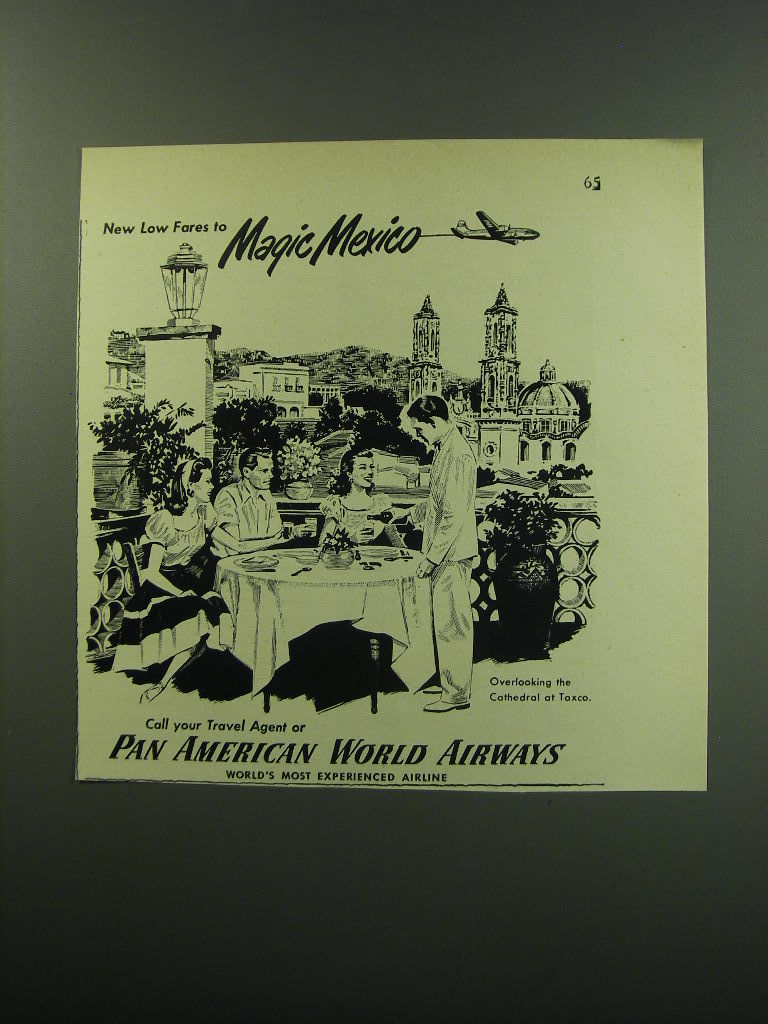 65
New Low Fares to Magic Mexico
Overlooking the
Cathedral at Taxco.
Call your Travel Agent or
PAN AMERICAN WORLD AIRWAYS
WORLD'S MOST EXPERIENCED AIRLINE